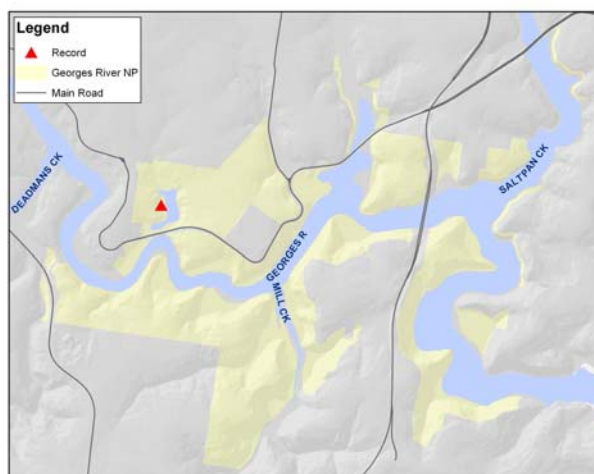 Legend
Record
Georges River NP
Main Road
DEADMANS CK
SALTPAN CK
GEORGES R
MILL CK